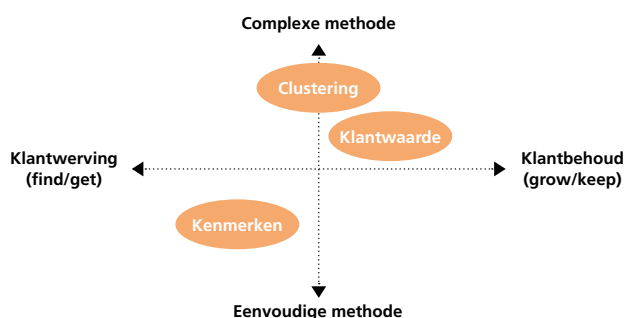 Complexe methode
Clustering
Klantwaarde
Klantwerving
(find/get)
Klantbehoud
(grow/keep)
Kenmerken
Eenvoudige methode